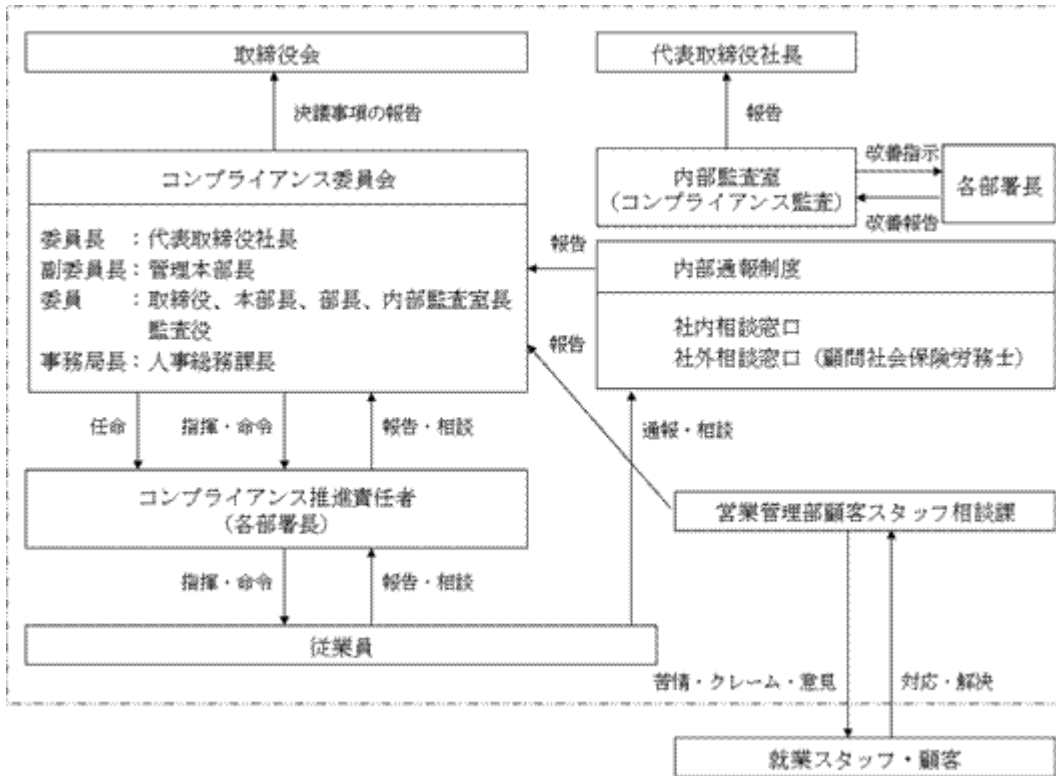 取締役会
代表取締役社長
決議事項の報告
報告
コンプライアンス委員会
委員長　：代表取締役社長
副委員長：管理本部長
委員　　：取締役、本部長、部長、内部監査室長
監査役
事務局長：人事総務課長
内部監査室
（コンプライアンス監査）
改善指示
改善報告
各部署長
報告
内部通報制度
社内相談窓口
社外相談窓口（顧問社会保険労務士）
報告
任命
指揮・命令
報告・相談
通報・相談
コンプライアンス推進責任者
（各部署長）
営業管理部顧客スタッフ相談課
指揮・命令
報告・相談
従業員
苦情・クレーム・意見
対応・解決
就業スタッフ・顧客